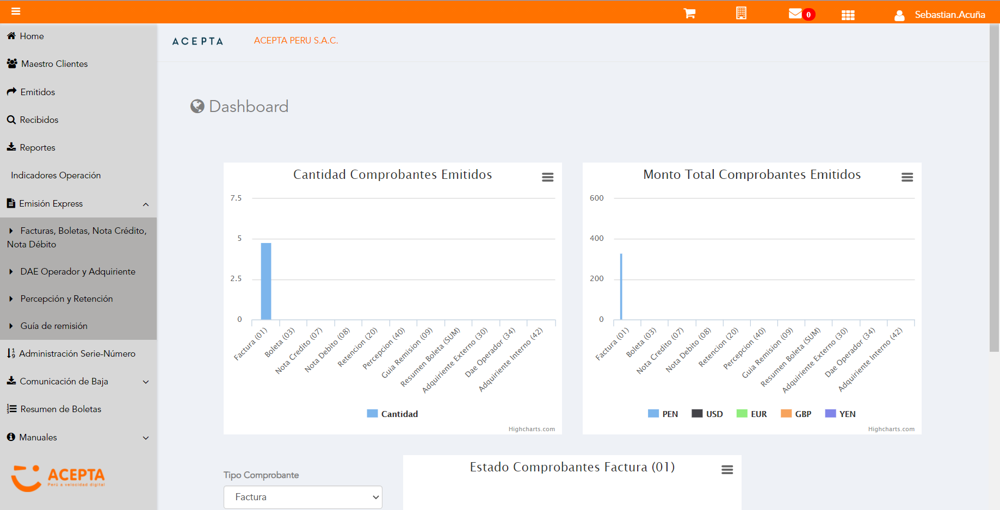 0
Sebastian.Acuña
Home
Maestro Clientes
Emitidos
Recibidos
Reportes
Indicadores Operación
Emisión Express
Facturas, Boletas, Nota Crédito,
Nota Débito
DAE Operador y Adquiriente
Percepción y Retención
Guía de remisión
Administración Serie-Número
Comunicación de Baja
Resumen de Boletas
Manuales
ACEPTA
Perú a velocidad digital
ACEPTA
ACEPTA PERU S.A.C.
Dashboard
Cantidad Comprobantes Emitidos
7.5
5
2.5
0
Factura (01)
Boleta (03)
Nota Credito (07)
Nota Debito (08)
Retencion (20)
Percepcion (40)
Guia Remision (09)
Resumen Boleta (SUM)
Adquiriente Externo (30)
Dae Operador (34)
Adquiriente Interno (42)
Cantidad
Highcharts.com
Monto Total Comprobantes Emitidos
600
400
200
0
Factura (01)
Boleta (03)
Nota Credito (07)
Nota Debito (08)
Retencion (20)
Percepcion (40)
Guia Remision (09)
Resumen Boleta (SUM)
Adquiriente Externo (30)
Dae Operador (34)
Adquiriente Interno (42)
PEN USD EUR GBP YEN
Highcharts.com
Tipo Comprobante
Factura
Estado Comprobantes Factura (01)